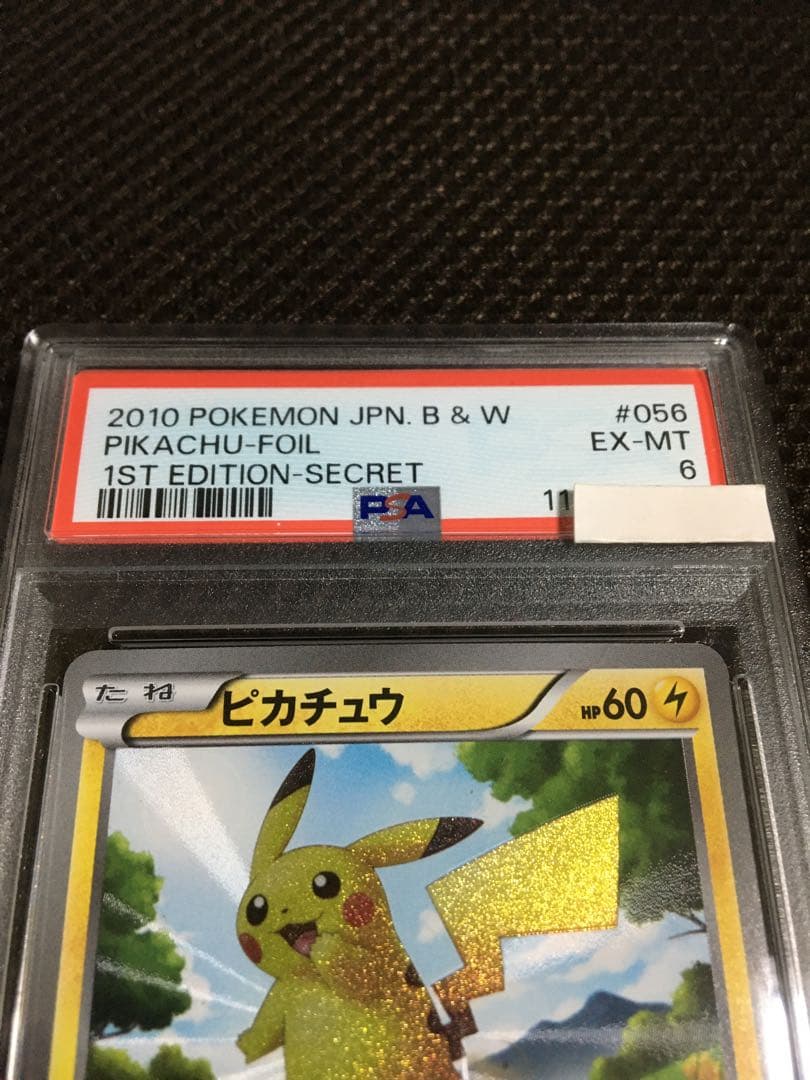 2010 POKEMON JPN. B & W #056
PIKACHU-FOIL EX-MT
1ST EDITION-SECRET 6
PSA 11
たね ピカチュウ HP60